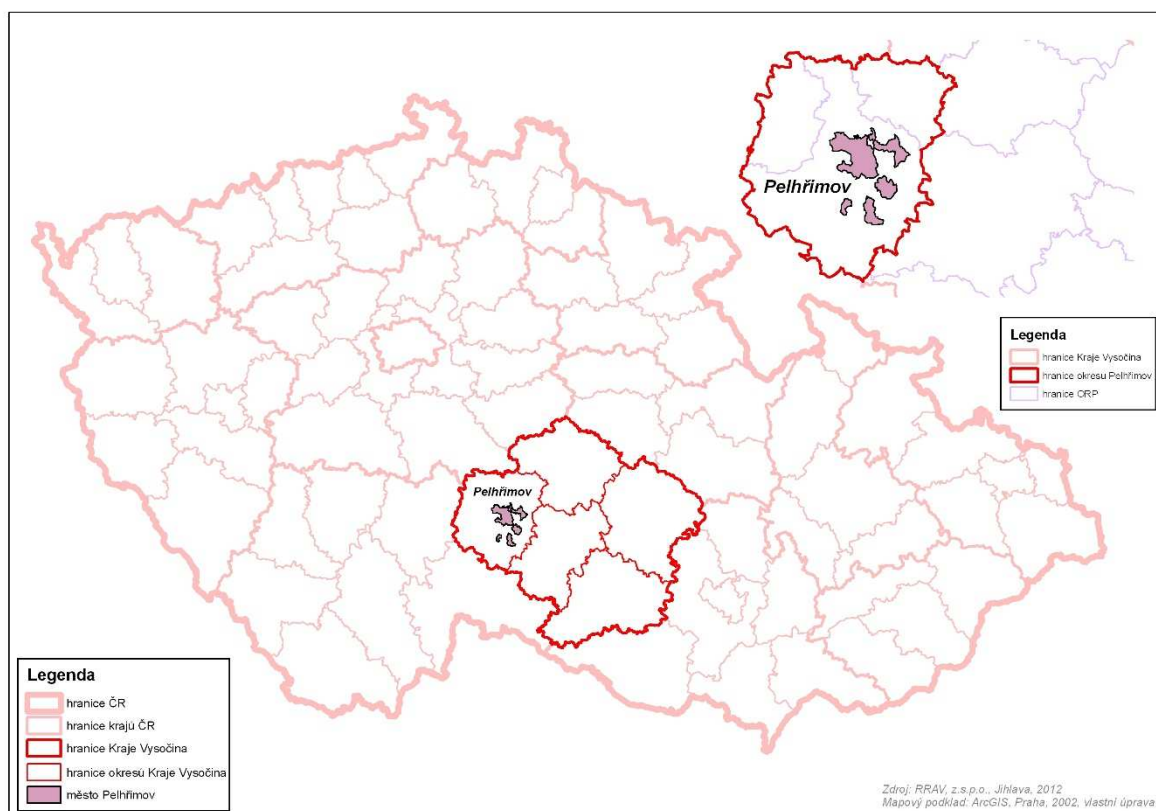 Pelhřimov
Legenda
hranice Kraje Vysočina
hranice okresu Pelhřimov
hranice ORP
Pelhřimov
Legenda
hranice ČR
hranice krajů ČR
hranice Kraje Vysočina
hranice okresů Kraje Vysočina
město Pelhřimov
Zdroj: RRAV, z.s.p.o., Jihlava, 2012
Mapový podklad: ArcGIS, Praha, 2002, vlastní úprava